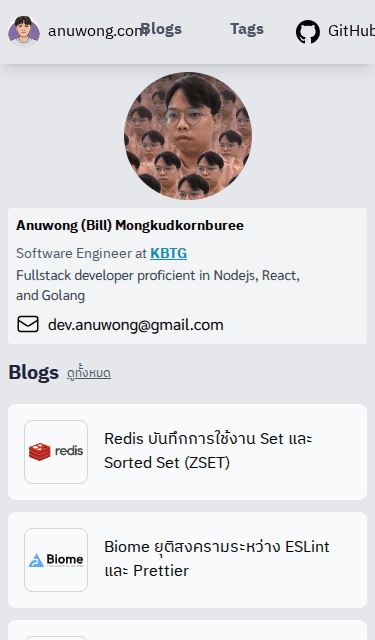 anuwong.com
Blogs
Tags
GitHub
Anuwong (Bill) Mongkudkornburee
Software Engineer at KBTG
Fullstack developer proficient in Nodejs, React,
and Golang
dev.anuwong@gmail.com
Blogs ดูทั้งหมด
redis
Redis บันทึกการใช้งาน Set และ
Sorted Set (ZSET)
Biome
Biome ยุติสงครามระหว่าง ESLint
และ Prettier